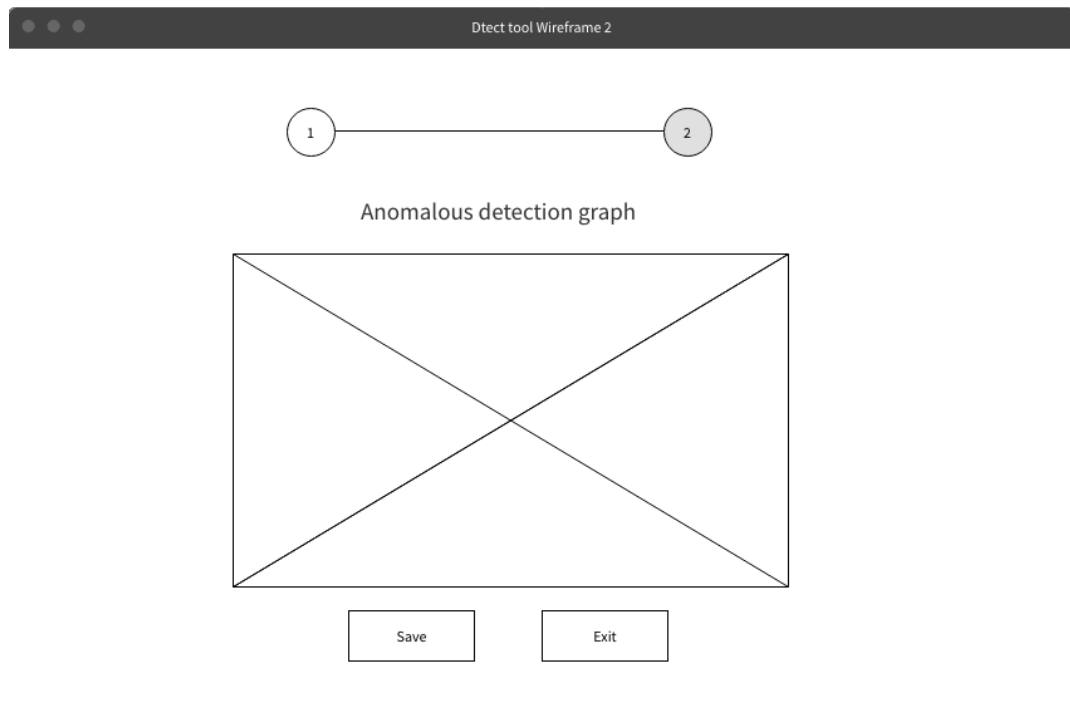 Dtect tool Wireframe 2
1
2
Anomalous detection graph
Save
Exit